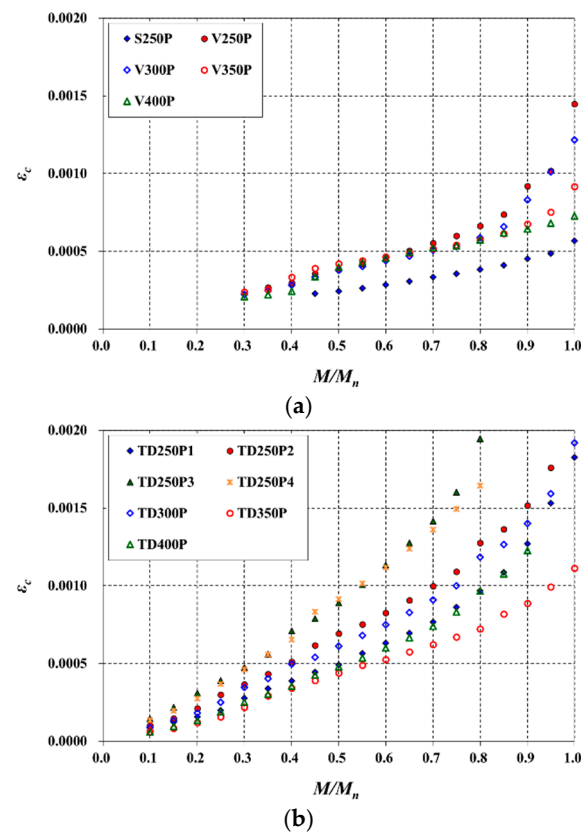 0.0020
S250P V250P
V300P V350P
V400P
0.0015
0.0010
0.0005
0.0000
εc
0.0 0.1 0.2 0.3 0.4 0.5 0.6 0.7 0.8 0.9 1.0
M/Mn
(a)
0.0020
TD250P1 TD250P2
TD250P3 TD250P4
TD300P TD350P
TD400P
0.0015
0.0010
0.0005
0.0000
εc
0.0 0.1 0.2 0.3 0.4 0.5 0.6 0.7 0.8 0.9 1.0
M/Mn
(b)